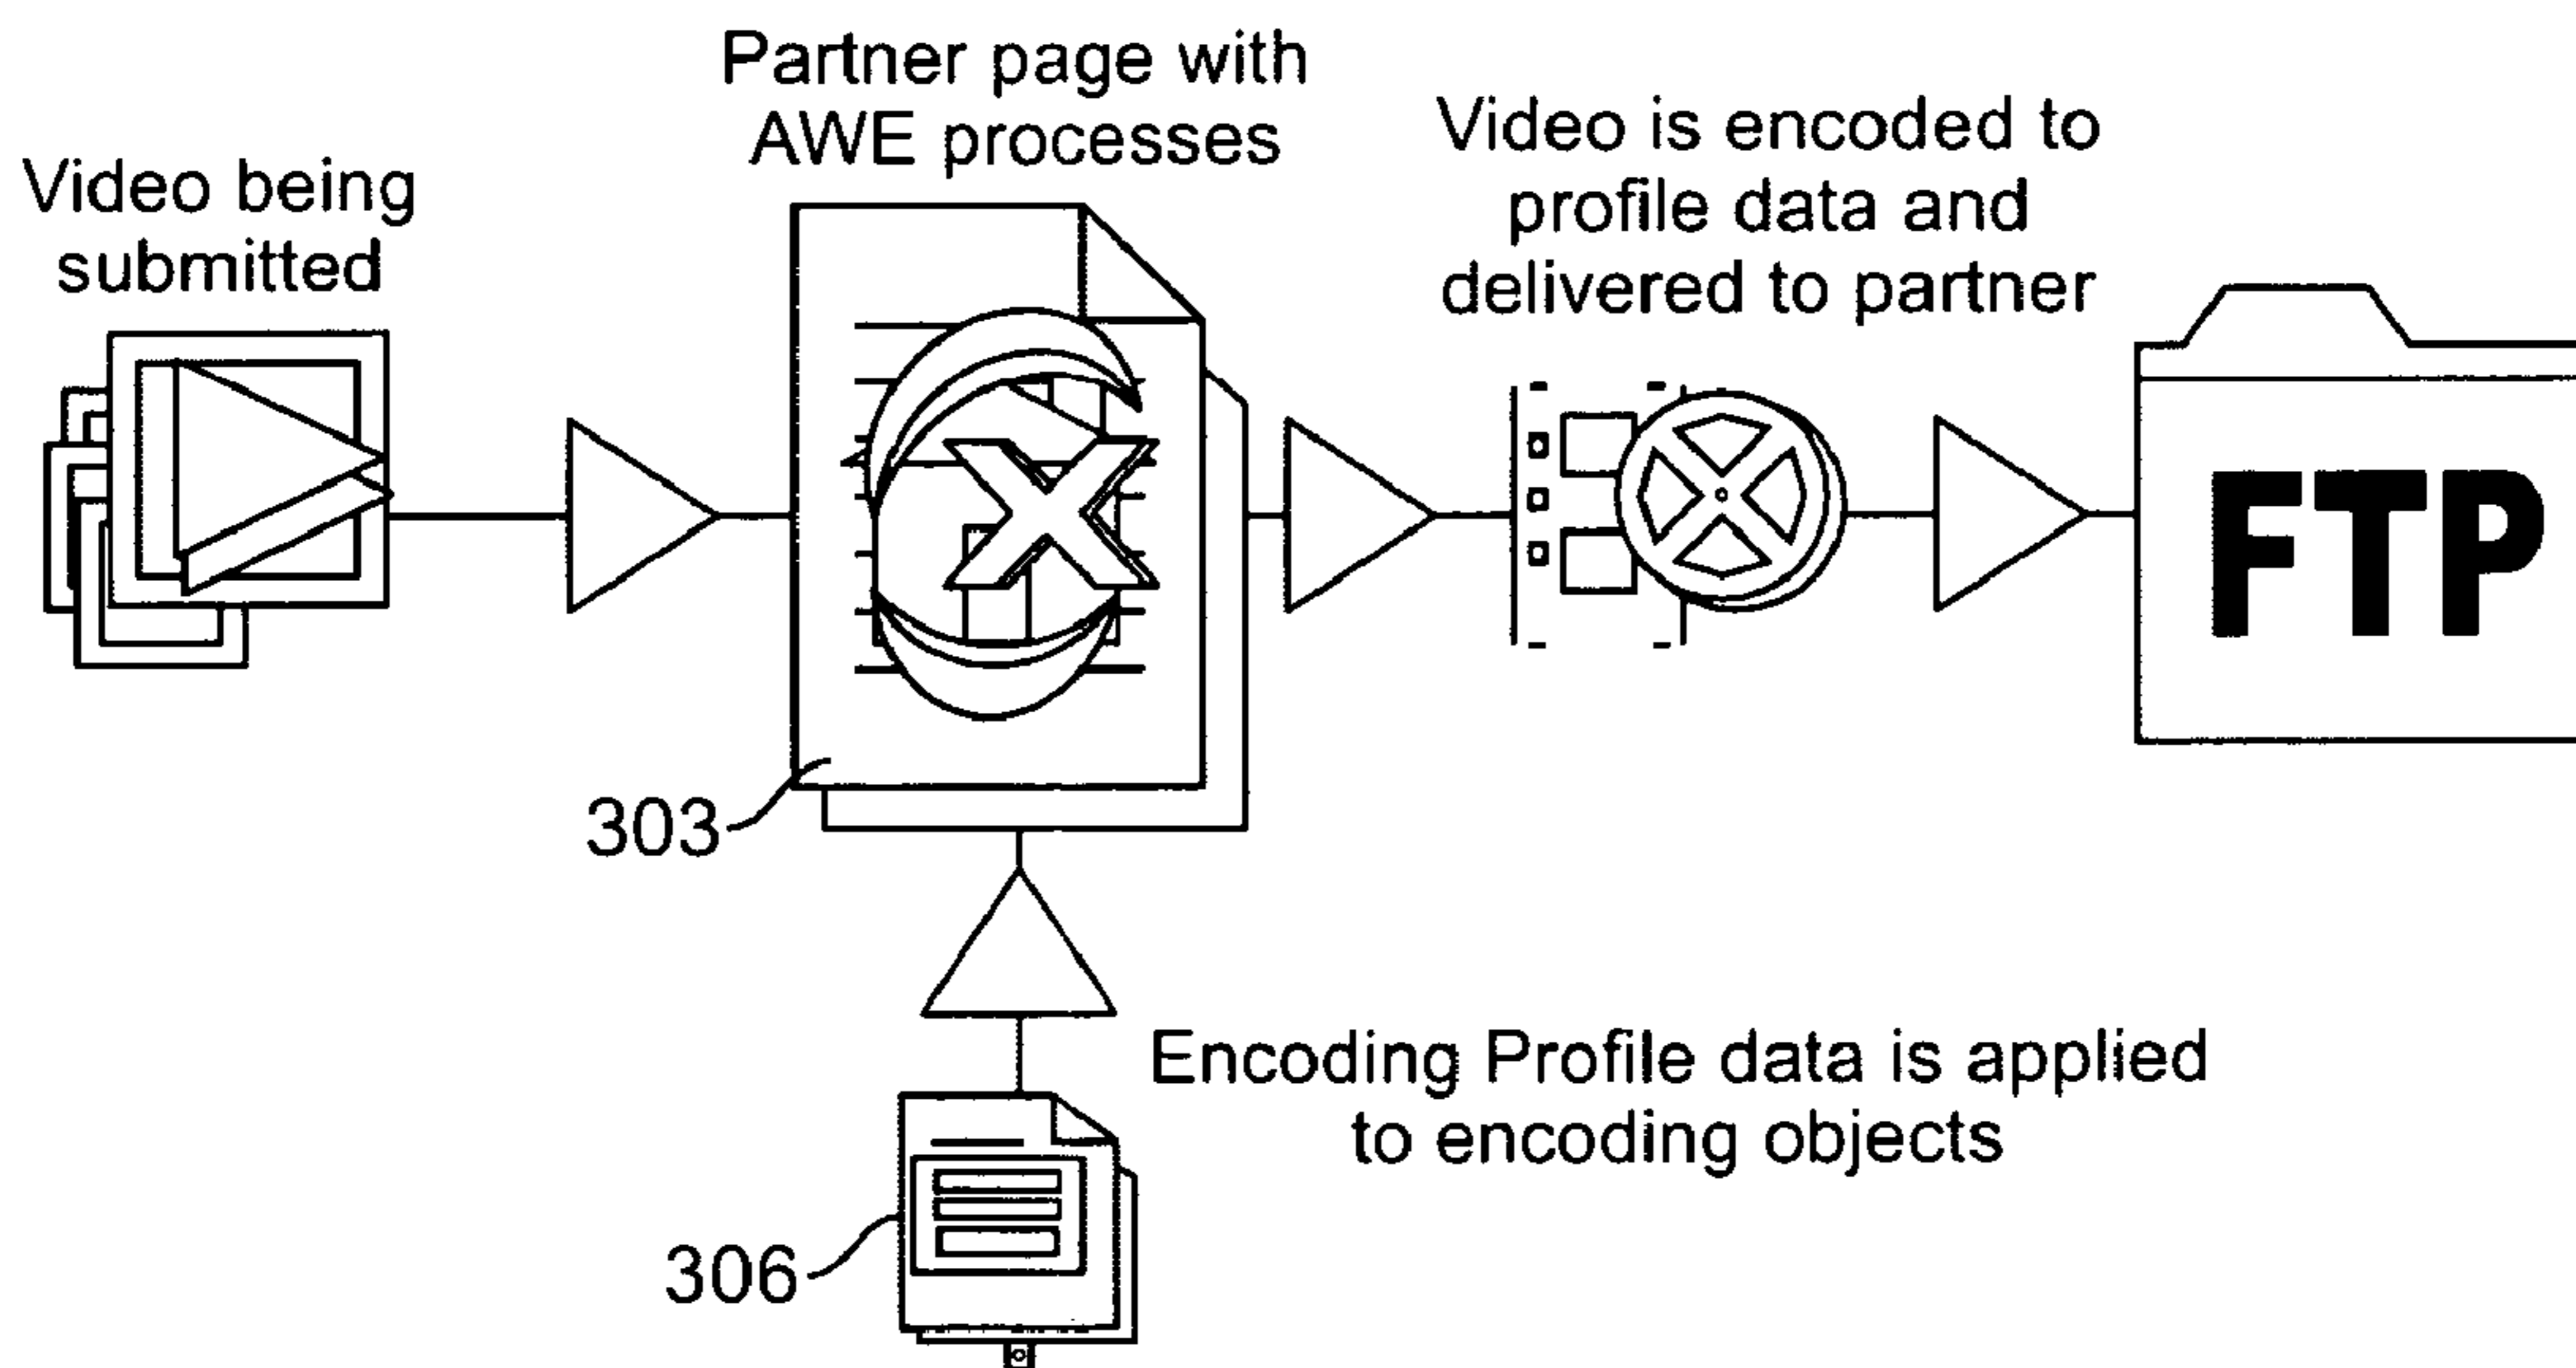 Partner page with
AWE processes
Video being
submitted
Video is encoded to
profile data and
delivered to partner
X
FTP
303
Encoding Profile data is applied
to encoding objects
306